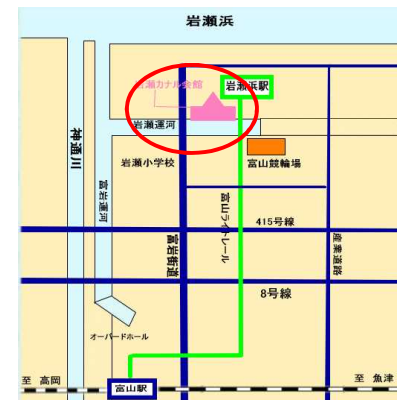 岩瀬浜
岩瀬カナル会館
岩瀬浜駅
岩瀬運河
神通川
岩瀬小学校
富山競輪場
富岩運河
富山ライトレール
415号線
富岩街道
産業道路
8号線
オーバードホール
至 高岡
富山駅
至 魚津